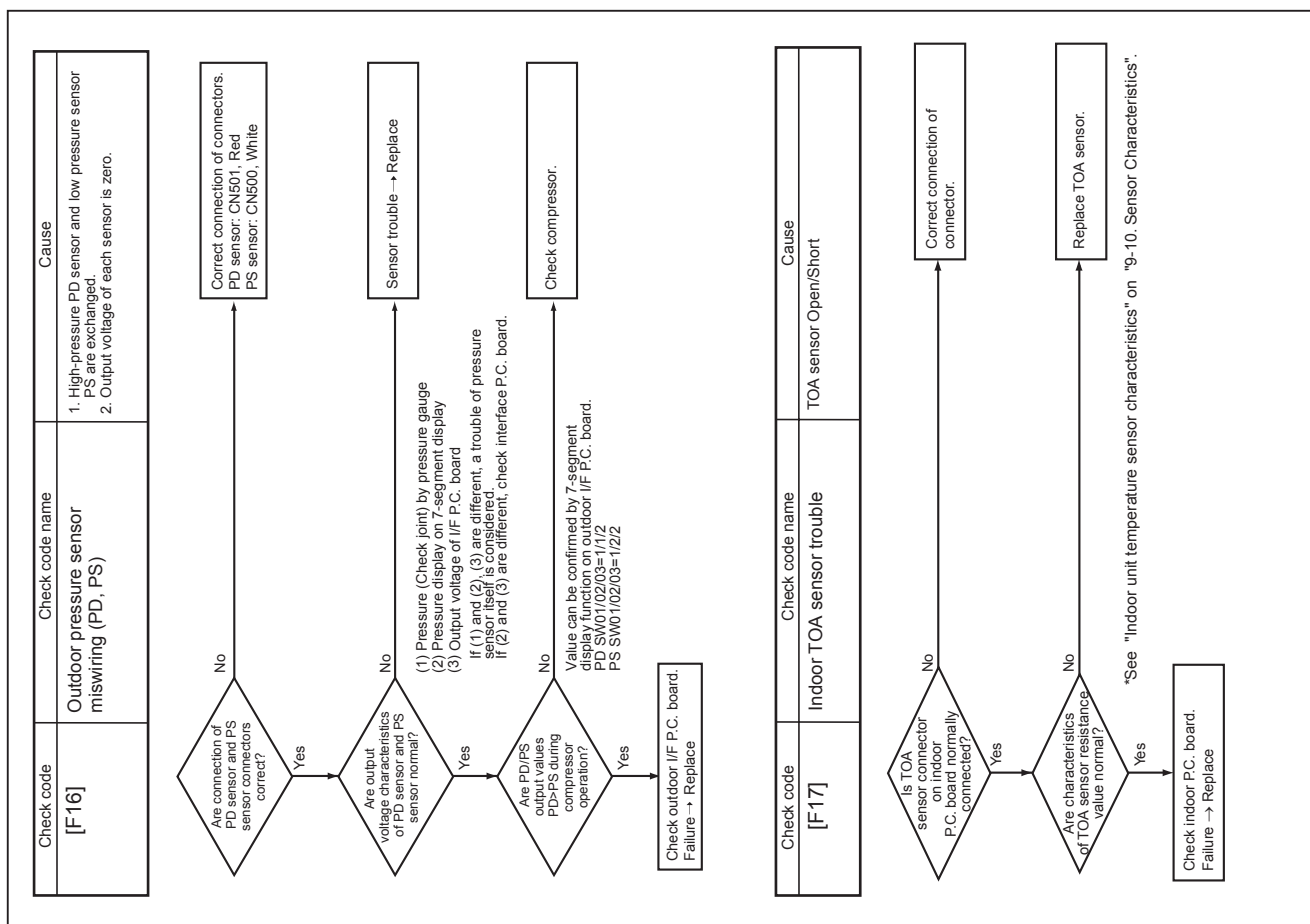 Check code
Check code name
Cause
[F16]
Outdoor pressure sensor
miswiring (PD, PS)
1. High-pressure PD sensor and low pressure sensor
PS are exchanged.
2. Output voltage of each sensor is zero.
Are connection of
PD sensor and PS
sensor connectors
correct?
No
Correct connection of connectors.
PD sensor: CN501, Red
PS sensor: CN500, White
Yes
Are output
voltage characteristics
of PD sensor and PS
sensor normal?
No
Sensor trouble → Replace
(1) Pressure (Check joint) by pressure gauge
(2) Pressure display on 7-segment display
(3) Output voltage of I/F P.C. board
If (1) and (2), (3) are different, a trouble of pressure
sensor itself is considered.
If (2) and (3) are different, check interface P.C. board.
Yes
Are PD/PS
output values
PD>PS during
compressor
operation?
No
Check compressor.
Value can be confirmed by 7-segment
display function on outdoor I/F P.C. board.
PD SW01/02/03=1/1/2
PS SW01/02/03=1/2/2
Yes
Check outdoor I/F P.C. board.
Failure → Replace
Check code
Check code name
Cause
[F17]
Indoor TOA sensor trouble
TOA sensor Open/Short
Is TOA
sensor connector
on indoor
P.C. board normally
connected?
No
Correct connection of
connector.
Yes
Are characteristics
of TOA sensor resistance
value normal?
No
Replace TOA sensor.
*See "Indoor unit temperature sensor characteristics" on "9-10. Sensor Characteristics".
Yes
Check indoor P.C. board.
Failure → Replace